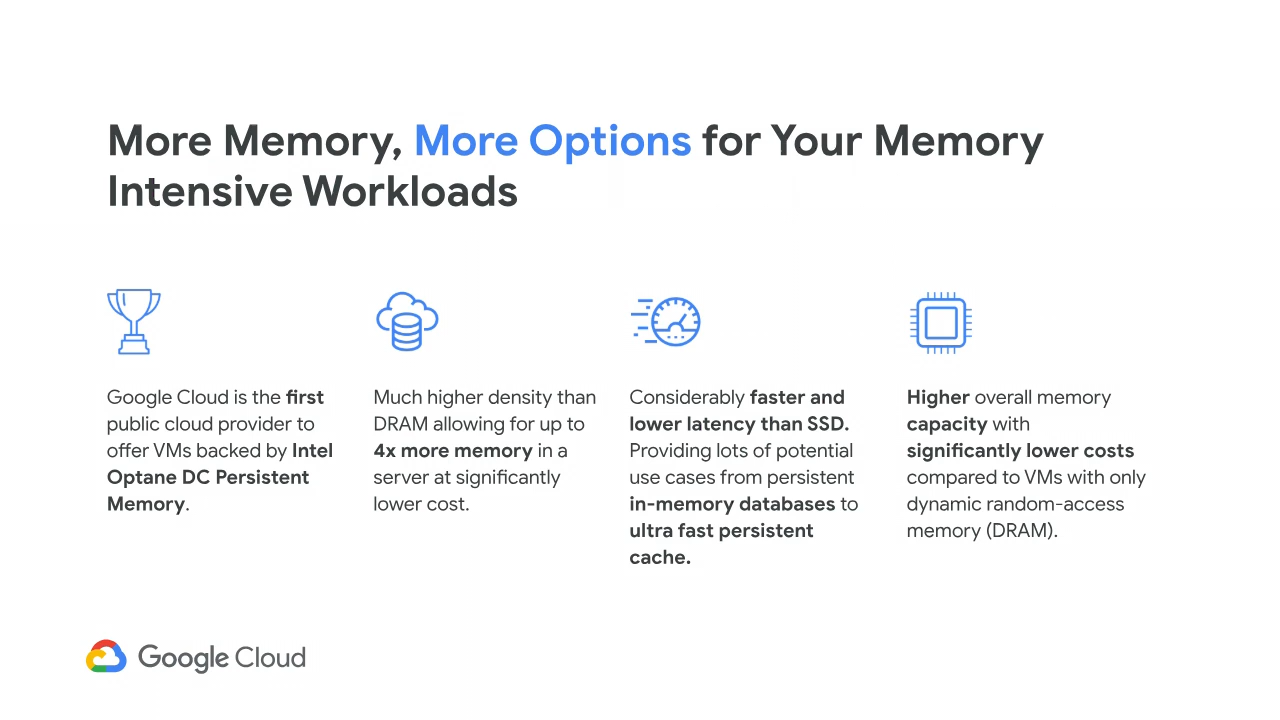 More Memory, More Options for Your Memory
Intensive Workloads
Google Cloud is the first
public cloud provider to
offer VMs backed by Intel
Optane DC Persistent
Memory.
Much higher density than
DRAM allowing for up to
4x more memory in a
server at significantly
lower cost.
Considerably faster and
lower latency than SSD.
Providing lots of potential
use cases from persistent
in-memory databases to
ultra fast persistent
cache.
Higher overall memory
capacity with
significantly lower costs
compared to VMs with only
dynamic random-access
memory (DRAM).
Google Cloud